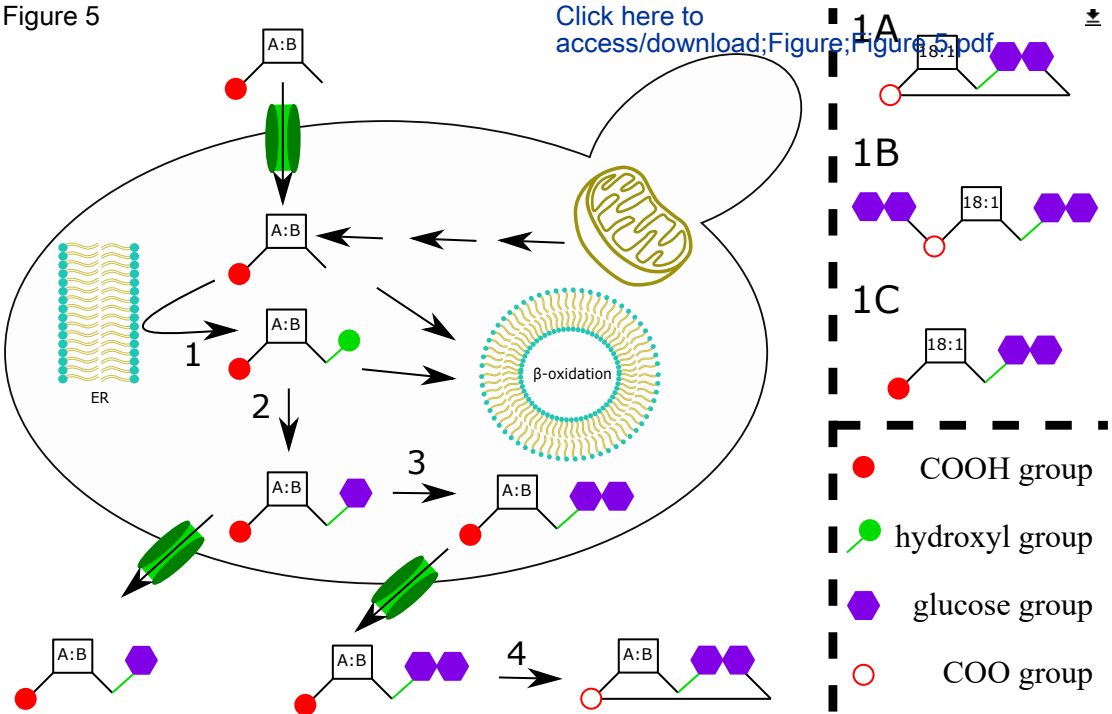 Figure 5
Click here to
access/download;Figure;Figure 5.pdf
A:B
A:B
A:B
1
ER
β-oxidation
2
A:B
3
A:B
A:B
A:B
4
A:B
1A
18:1
1B
18:1
1C
18:1
COOH group
hydroxyl group
glucose group
COO group